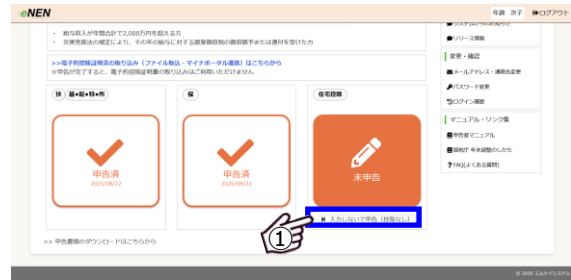 eNEN
年調 次子 ログアウト
・ 給与収入が年間合計で2,000万円を超える方
・ 災害免除法の規定により、その年の給与に対する源泉徴収税の徴収猶予または還付を受けた方
>>電子的控除証明書の取り込み（ファイル取込・マイナポータル連携）はこちらから
※申告が完了すると、電子的控除証明書の取り込みはご利用いただけません
扶 基•配•特•所
保
住宅控除
申告済
2025/08/22
申告済
2025/08/22
未申告
✖ 入力しないで申告（控除なし）
①
>> 申告書類のダウンロードはこちらから
システムからのお知らせ
リリース情報
変更・確認
メールアドレス・連絡先変更
パスワード変更
ログイン履歴
マニュアル・リンク集
申告者マニュアル
国税庁 年末調整のしかた
FAQ(よくある質問)